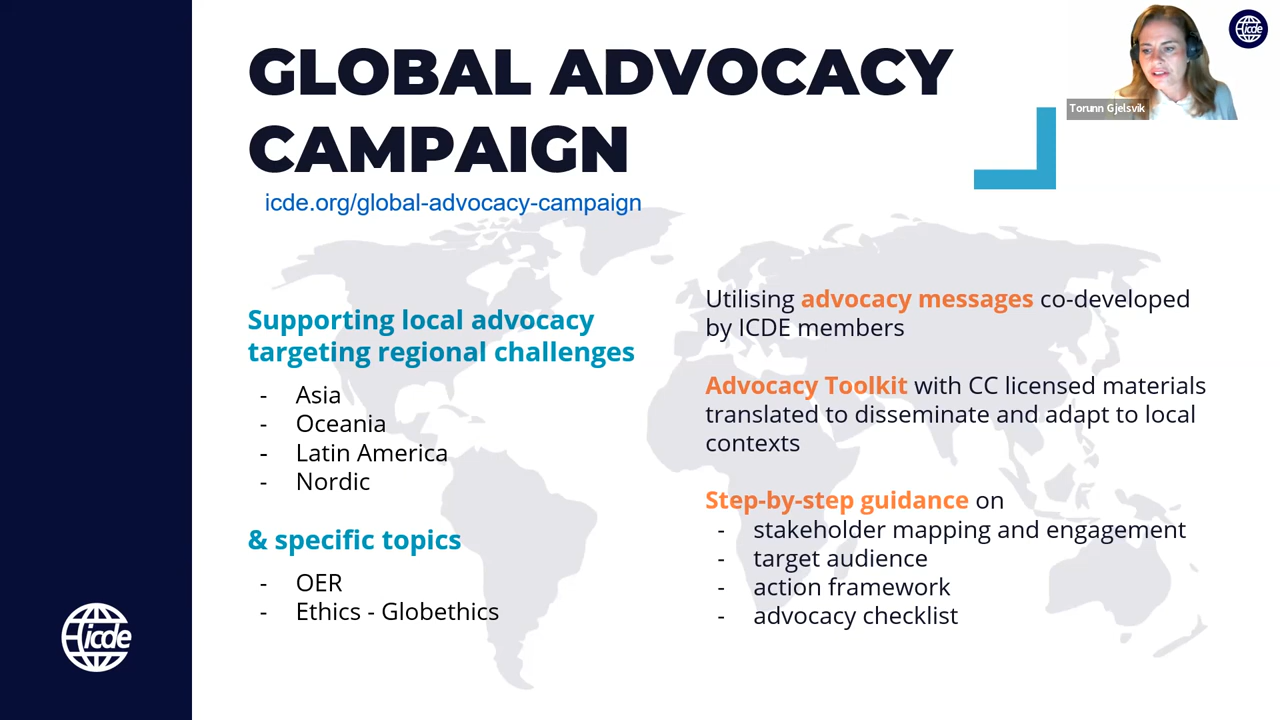 GLOBAL ADVOCACY
CAMPAIGN
icde.org/global-advocacy-campaign
Supporting local advocacy
targeting regional challenges
- Asia
- Oceania
- Latin America
- Nordic
& specific topics
- OER
- Ethics - Globethics
Utilising advocacy messages co-developed
by ICDE members
Advocacy Toolkit with CC licensed materials
translated to disseminate and adapt to local
contexts
Step-by-step guidance on
- stakeholder mapping and engagement
- target audience
- action framework
- advocacy checklist
Torunn Gjelsvik
icde
icde